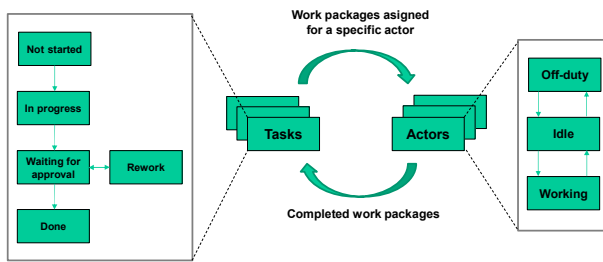 Work packages asigned
for a specific actor
Not started
In progress
Waiting for
approval
Rework
Done
Tasks
Actors
Completed work packages
Off-duty
Idle
Working